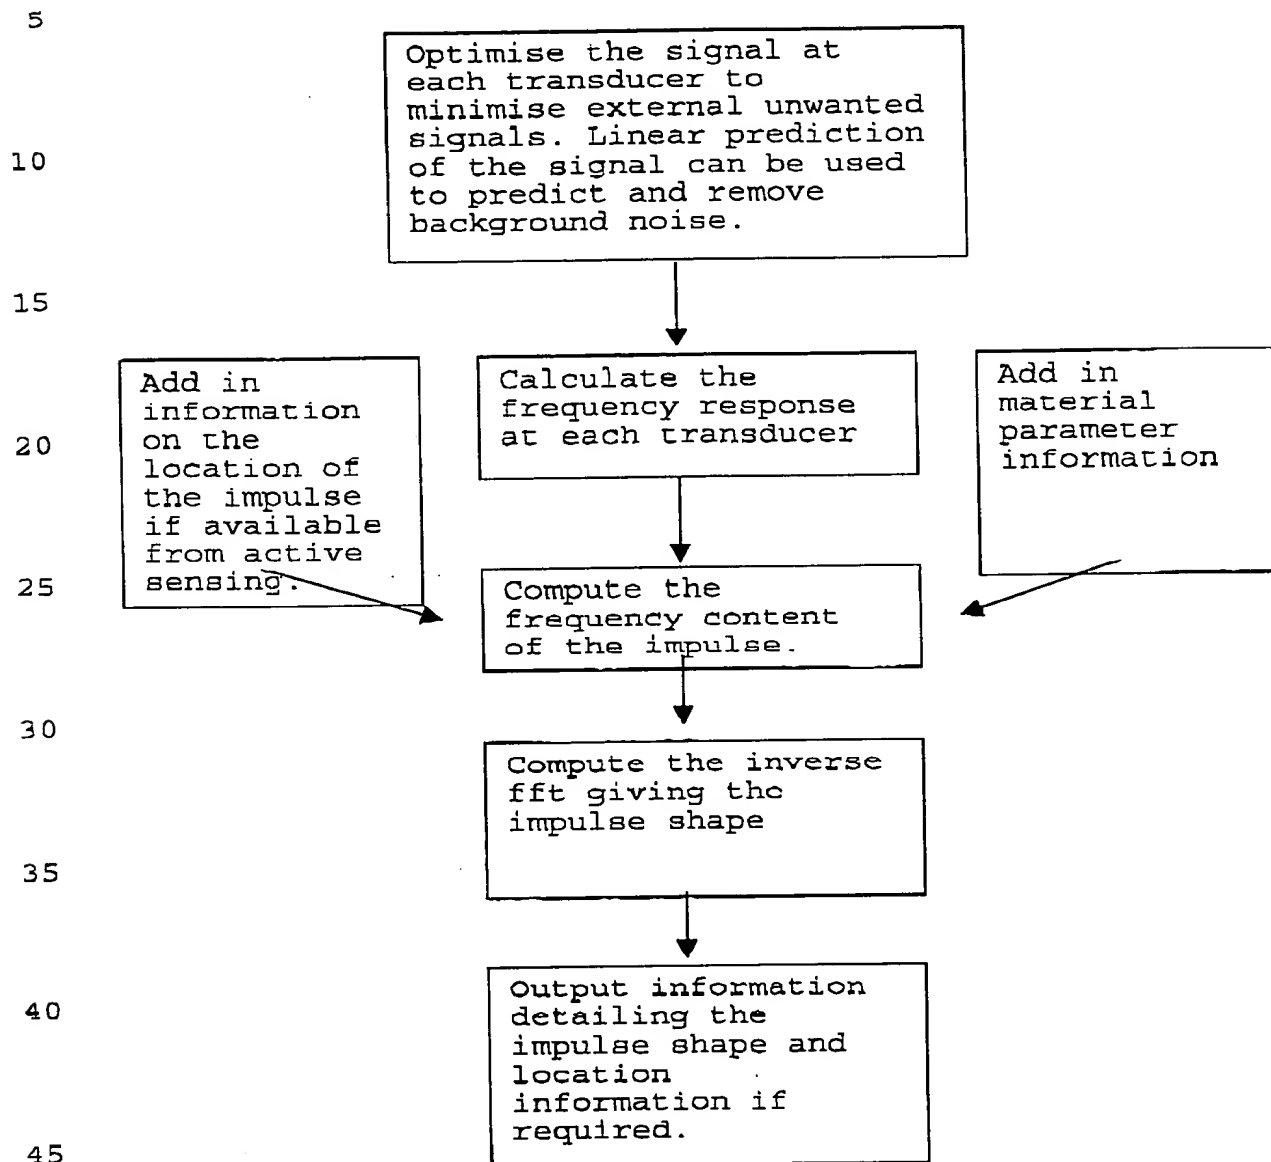 5
Optimise the signal at
each transducer to
minimise external unwanted
signals. Linear prediction
of the signal can be used
to predict and remove
background noise.
10
15
Add in
information
on the
location of
the impulse
if available
from active
sensing.
Calculate the
frequency response
at each transducer
Add in
material
parameter
information
20
25
Compute the
frequency content
of the impulse.
30
Compute the inverse
fft giving the
impulse shape
35
Output information
detailing the
impulse shape and
location
information if
required.
40
45